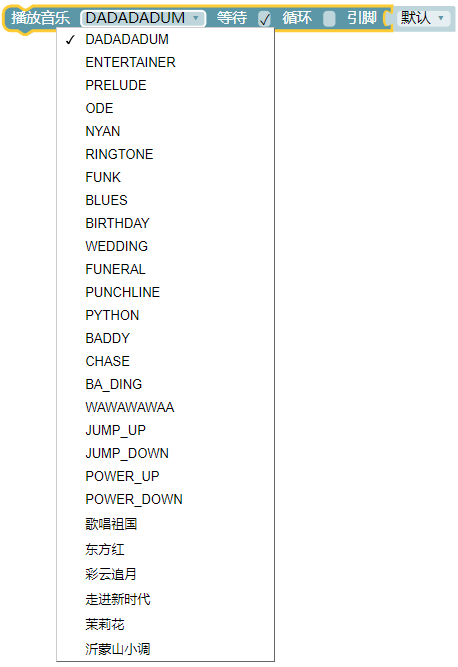 播放音乐 DADADADUM 等待 循环 引脚 默认
DADADADUM
ENTERTAINER
PRELUDE
ODE
NYAN
RINGTONE
FUNK
BLUES
BIRTHDAY
WEDDING
FUNERAL
PUNCHLINE
PYTHON
BADDY
CHASE
BA_DING
WAWAWAWAA
JUMP_UP
JUMP_DOWN
POWER_UP
POWER_DOWN
歌唱祖国
东方红
彩云追月
走进新时代
茉莉花
沂蒙山小调